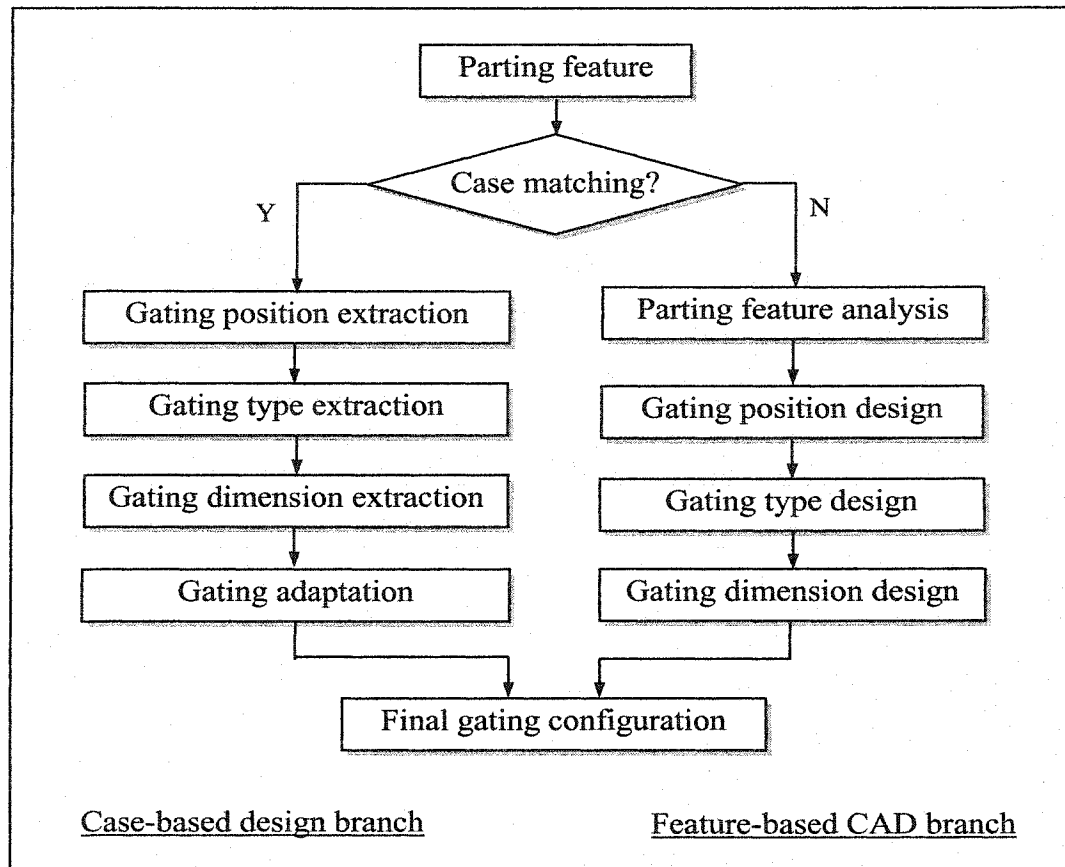 Parting feature
Case matching?
Y
N
Gating position extraction
Parting feature analysis
Gating type extraction
Gating position design
Gating dimension extraction
Gating type design
Gating adaptation
Gating dimension design
Final gating configuration
Case-based design branch
Feature-based CAD branch